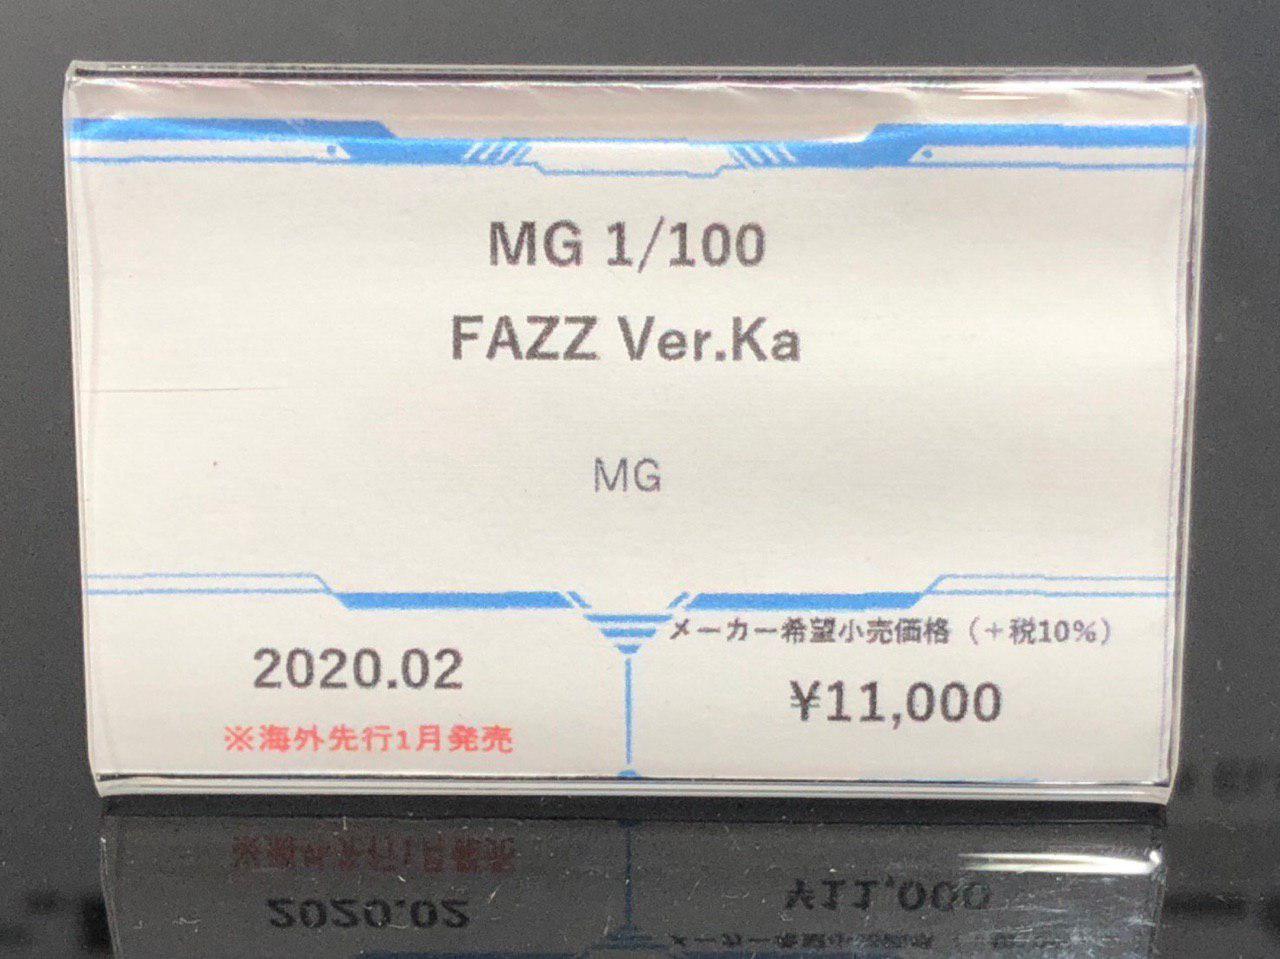 MG 1/100
FAZZ Ver.Ka
MG
2020.02
※海外先行1月発売
メーカー希望小売価格（+税10%）
¥11,000